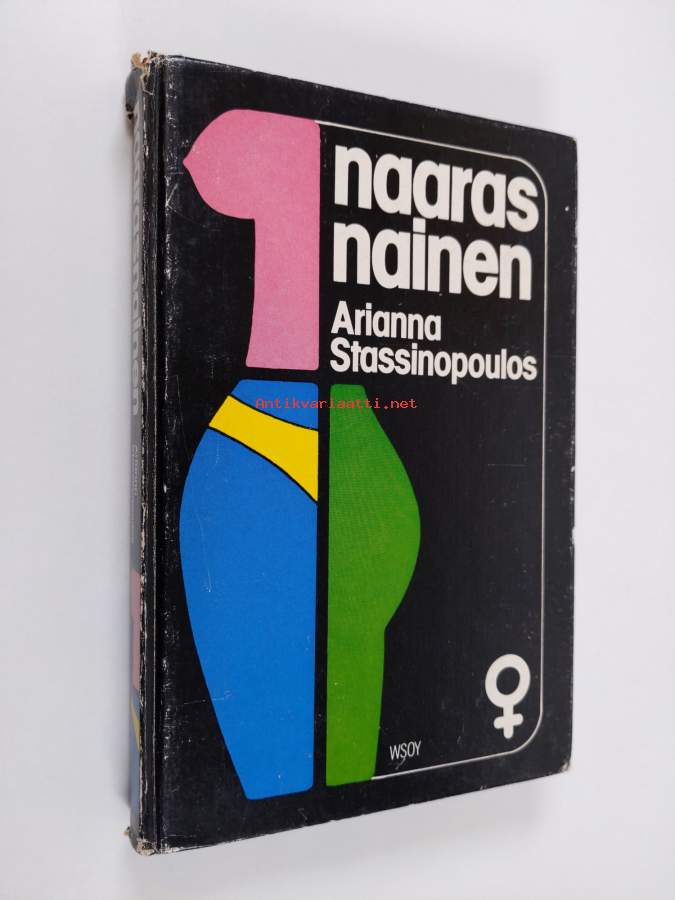 naaras
nainen
Arianna
Stassinopoulos
Antikvariaatti.net
WSOY